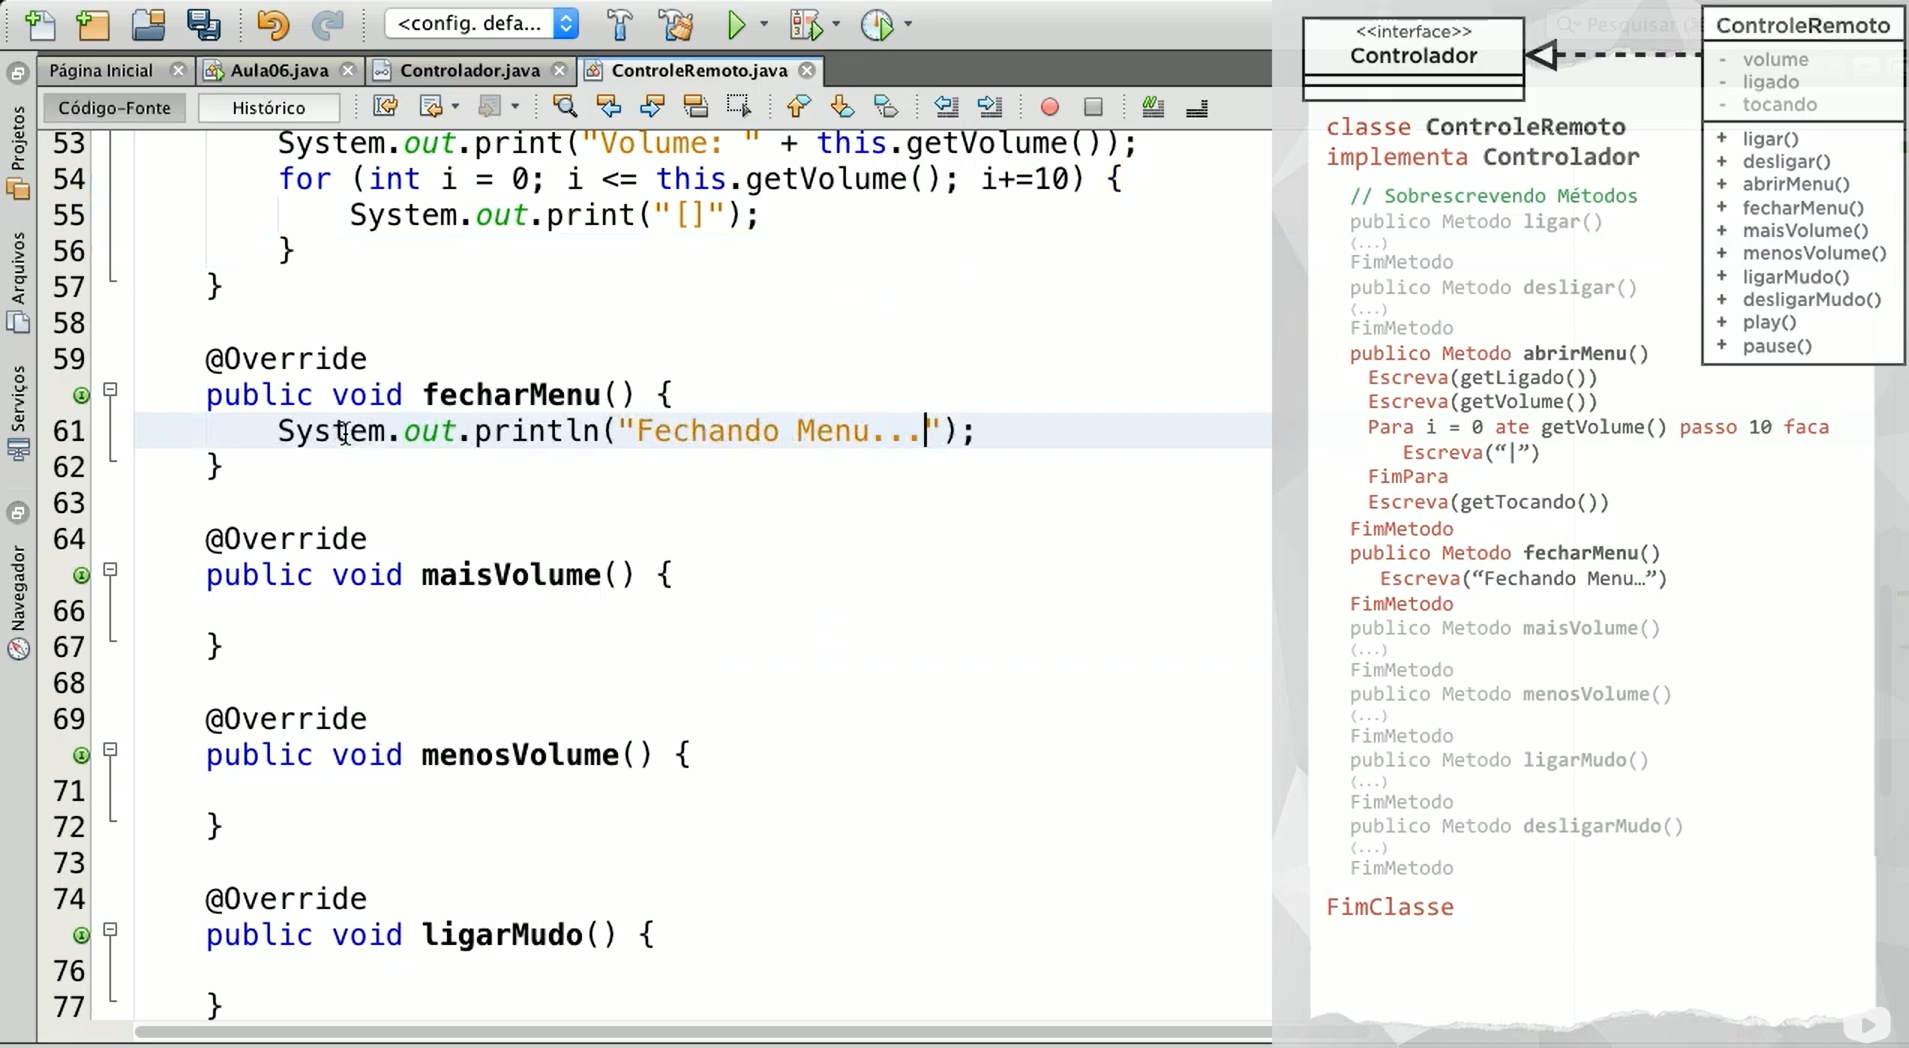 <config. defa...
Pesquisar
Página Inicial
Aula06.java
Controlador.java
ControleRemoto.java
Código-Fonte
Histórico
Projetos
Arquivos
Serviços
Navegador
53 System.out.print("Volume: " + this.getVolume());
54 for (int i = 0; i <= this.getVolume(); i+=10) {
55 System.out.print("[]");
56 }
57 }
58
59 @Override
public void fecharMenu() {
61 System.out.println("Fechando Menu...");
62 }
63
64 @Override
public void maisVolume() {
66
67 }
68
69 @Override
public void menosVolume() {
71
72 }
73
74 @Override
public void ligarMudo() {
76
77 }
<<interface>>
Controlador
ControleRemoto
- volume
- ligado
- tocando
+ ligar()
+ desligar()
+ abrirMenu()
+ fecharMenu()
+ maisVolume()
+ menosVolume()
+ ligarMudo()
+ desligarMudo()
+ play()
+ pause()
classe ControleRemoto
implementa Controlador
// Sobrescrevendo Métodos
publico Metodo ligar()
(...)
FimMetodo
publico Metodo desligar()
(...)
FimMetodo
publico Metodo abrirMenu()
Escreva(getLigado())
Escreva(getVolume())
Para i = 0 ate getVolume() passo 10 faca
Escreva(“|”)
FimPara
Escreva(getTocando())
FimMetodo
publico Metodo fecharMenu()
Escreva(“Fechando Menu…”)
FimMetodo
publico Metodo maisVolume()
(...)
FimMetodo
publico Metodo menosVolume()
(...)
FimMetodo
publico Metodo ligarMudo()
(...)
FimMetodo
publico Metodo desligarMudo()
(...)
FimMetodo
FimClasse